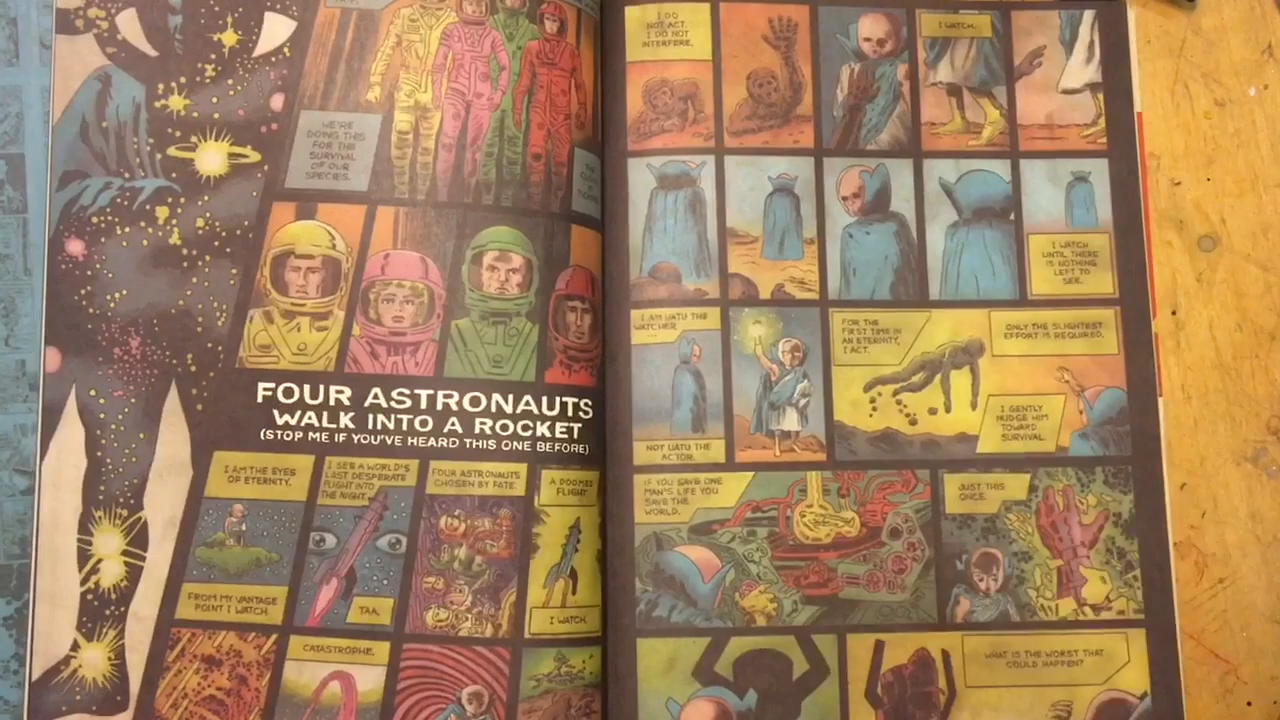 WE'RE
DOING THIS
FOR THE
SURVIVAL
OF OUR
SPECIES.
FOUR ASTRONAUTS
WALK INTO A ROCKET
(STOP ME IF YOU'VE HEARD THIS ONE BEFORE)
I AM THE EYES
OF ETERNITY.
FROM MY VANTAGE
POINT I WATCH.
I SEE A WORLD'S
LAST DESPERATE
FLIGHT INTO
THE NIGHT.
TAA.
FOUR ASTRONAUTS
CHOSEN BY FATE.
A DOOMED
FLIGHT
I WATCH.
CATASTROPHE.
I DO
NOT ACT.
I DO NOT
INTERFERE.
I WATCH.
I WATCH
UNTIL THERE
IS NOTHING
LEFT TO
SEE.
I AM UATU THE
WATCHER
NOT UATU THE
ACTOR.
FOR THE
FIRST TIME IN
AN ETERNITY,
I ACT.
ONLY THE SLIGHTEST
EFFORT IS REQUIRED.
I GENTLY
NUDGE HIM
TOWARD
SURVIVAL.
IF YOU SAVE ONE
MAN'S LIFE YOU
SAVE THE
WORLD.
JUST THIS
ONCE.
WHAT IS THE WORST THAT
COULD HAPPEN?